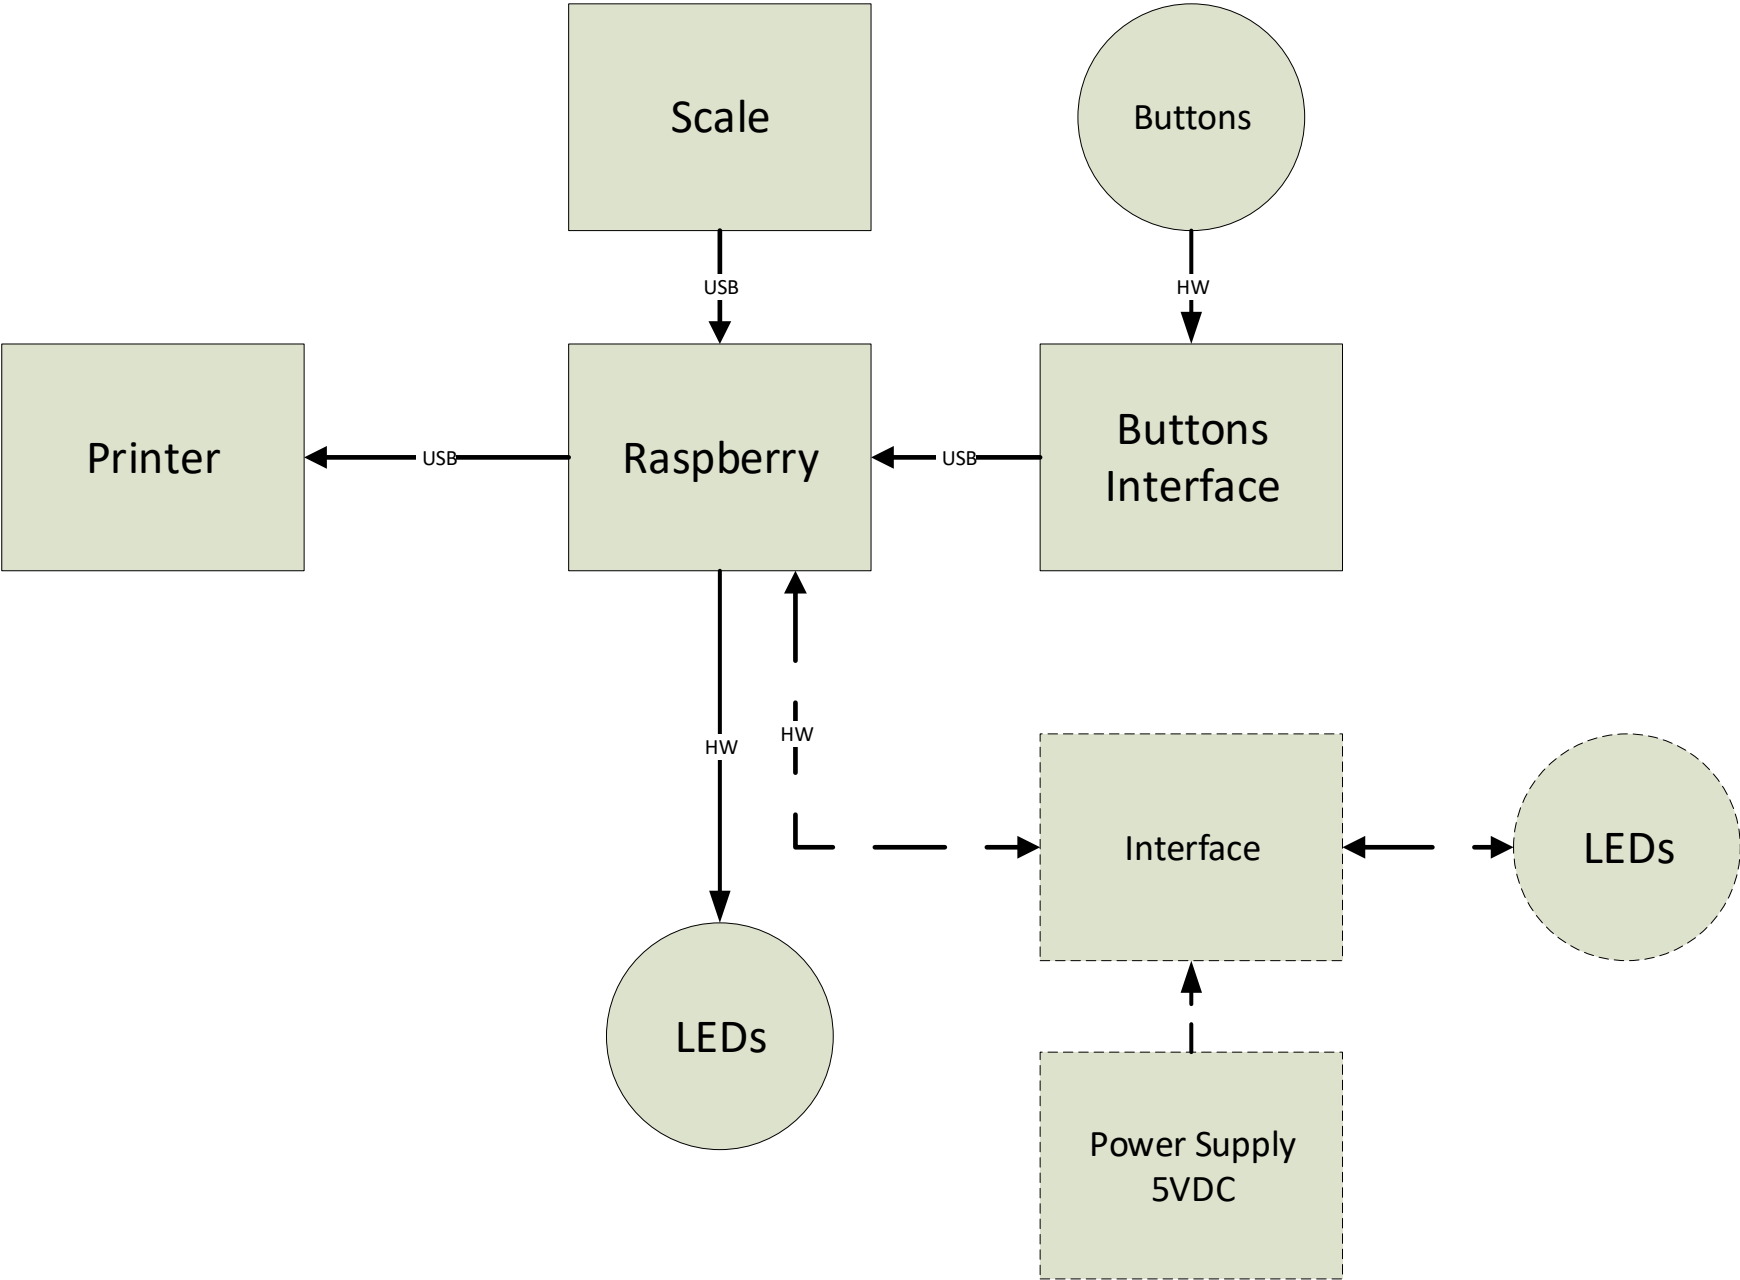 Scale
Buttons
USB
HW
Printer
USB
Raspberry
USB
Buttons
Interface
HW
HW
Interface
LEDs
LEDs
Power Supply
5VDC